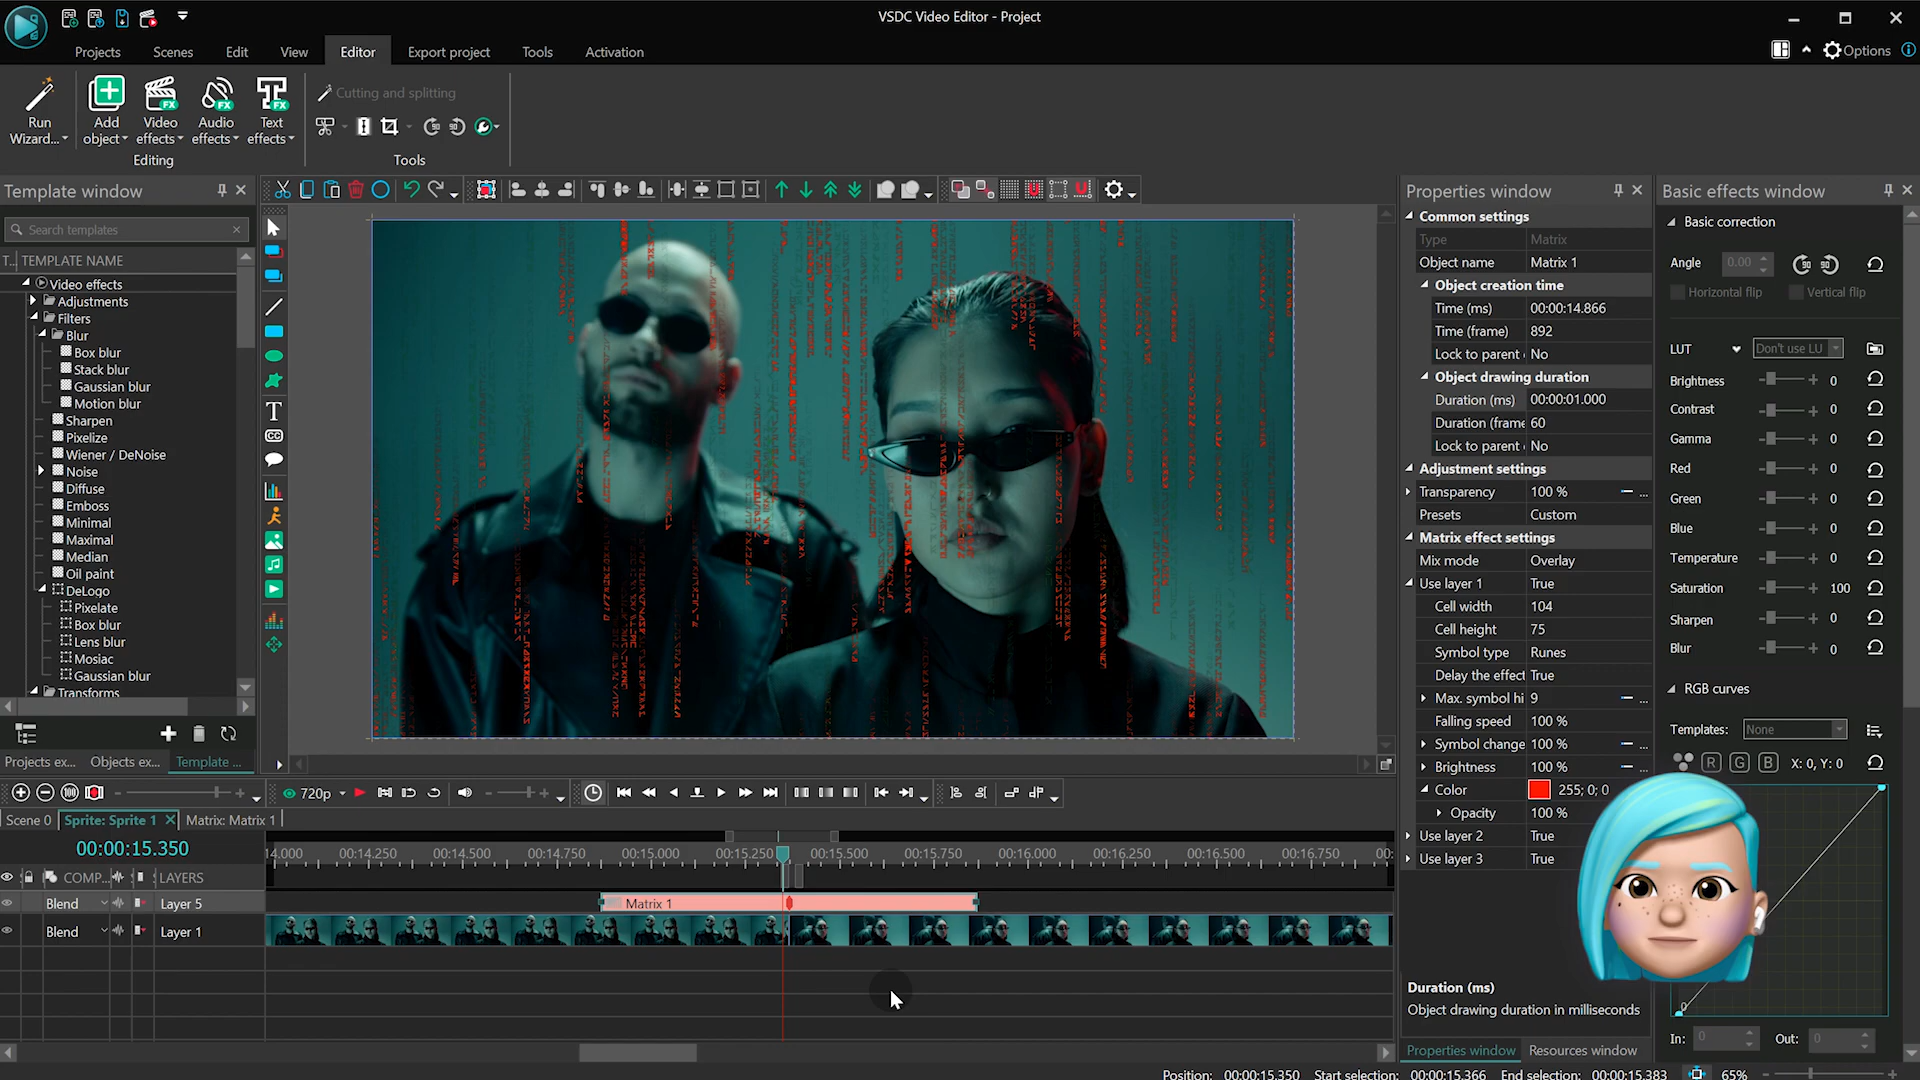 VSDC Video Editor - Project
Projects
Scenes
Edit
View
Editor
Export project
Tools
Activation
Options
Run
Wizard...
Add
object
Video
effects
Audio
effects
Text
effects
Editing
Cutting and splitting
Tools
Template window
Search templates
T...
TEMPLATE NAME
Video effects
Adjustments
Filters
Blur
Box blur
Stack blur
Gaussian blur
Motion blur
Sharpen
Pixelize
Wiener / DeNoise
Noise
Diffuse
Emboss
Minimal
Maximal
Median
Oil paint
DeLogo
Pixelate
Box blur
Lens blur
Mosiac
Gaussian blur
Transforms
Projects ex...
Objects ex...
Template ...
720p
Scene 0
Sprite: Sprite 1
Matrix: Matrix 1
00:00:15.350
14.000
00:14.250
00:14.500
00:14.750
00:15.000
00:15.250
00:15.500
00:15.750
00:16.000
00:16.250
00:16.500
00:16.750
00:
COMP...
LAYERS
Blend
Layer 5
Matrix 1
Blend
Layer 1
Properties window
Common settings
Type
Matrix
Object name
Matrix 1
Object creation time
Time (ms)
00:00:14.866
Time (frame)
892
Lock to parent
No
Object drawing duration
Duration (ms)
00:00:01.000
Duration (frame
60
Lock to parent
No
Adjustment settings
Transparency
100 %
Presets
Custom
Matrix effect settings
Mix mode
Overlay
Use layer 1
True
Cell width
104
Cell height
75
Symbol type
Runes
Delay the effect
True
Max. symbol hi
9
Falling speed
100 %
Symbol change
100 %
Brightness
100 %
Color
255; 0; 0
Opacity
100 %
Use layer 2
True
Use layer 3
True
Duration (ms)
Object drawing duration in milliseconds
Properties window
Resources window
Basic effects window
Basic correction
Angle
0.00
90
90
Horizontal flip
Vertical flip
LUT
Don't use LU
Brightness
0
Contrast
0
Gamma
0
Red
0
Green
0
Blue
0
Temperature
0
Saturation
100
Sharpen
0
Blur
0
RGB curves
Templates:
None
R
G
B
X: 0, Y: 0
0
In:
0
Out:
0
Position:
00:00:15.350
Start selection:
00:00:15.366
End selection:
00:00:15.383
65%